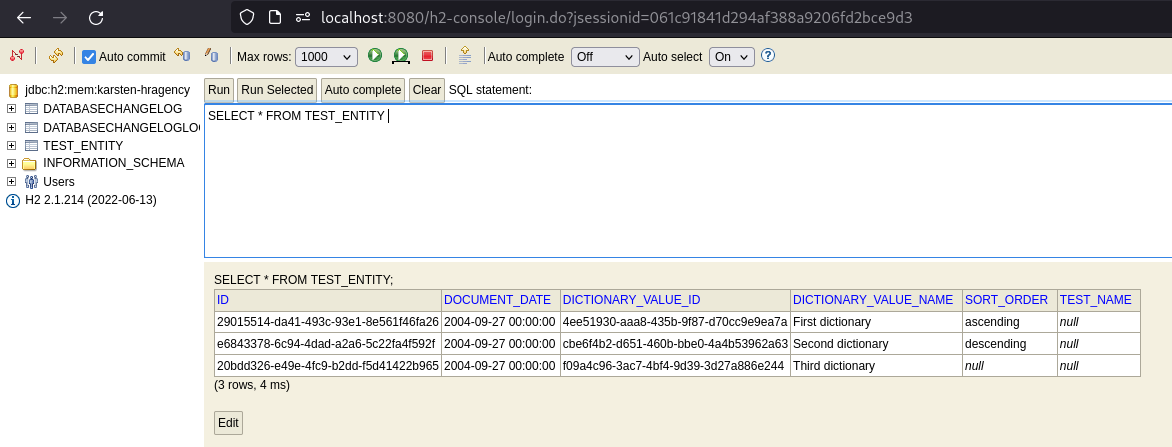 localhost:8080/h2-console/login.do?jsessionid=061c91841d294af388a9206fd2bce9d3
Auto commit Max rows: 1000 Auto complete Off Auto select On
jdbc:h2:mem:karsten-hragency
DATABASECHANGELOG
DATABASECHANGELOGLO
TEST_ENTITY
INFORMATION_SCHEMA
Users
H2 2.1.214 (2022-06-13)
Run Run Selected Auto complete Clear SQL statement:
SELECT * FROM TEST_ENTITY
SELECT * FROM TEST_ENTITY;
ID DOCUMENT_DATE DICTIONARY_VALUE_ID DICTIONARY_VALUE_NAME SORT_ORDER TEST_NAME
29015514-da41-493c-93e1-8e561f46fa26 2004-09-27 00:00:00 4ee51930-aaa8-435b-9f87-d70cc9e9ea7a First dictionary ascending null
e6843378-6c94-4dad-a2a6-5c22fa4f592f 2004-09-27 00:00:00 cbe6f4b2-d651-460b-bbe0-4a4b53962a63 Second dictionary descending null
20bdd326-e49e-4fc9-b2dd-f5d41422b965 2004-09-27 00:00:00 f09a4c96-3ac7-4bf4-9d39-3d27a886e244 Third dictionary null null
(3 rows, 4 ms)
Edit